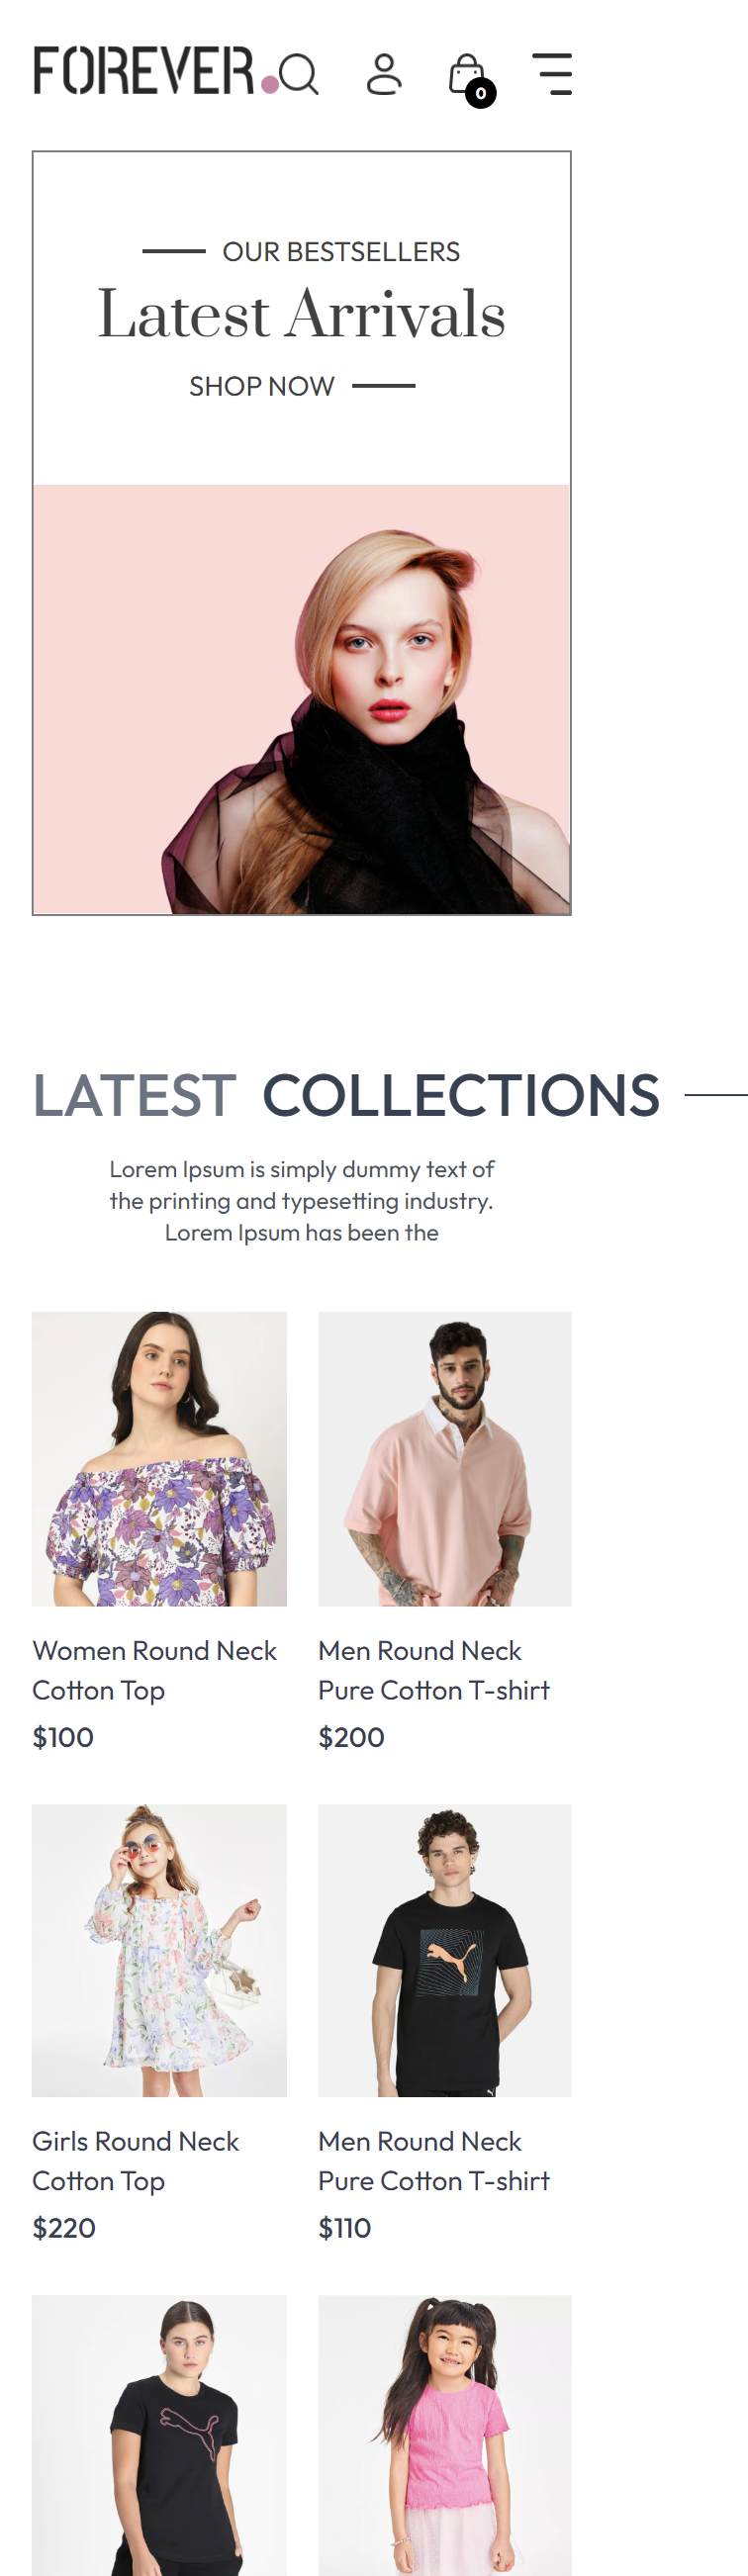 FOREVER.
0
OUR BESTSELLERS
Latest Arrivals
SHOP NOW
LATEST COLLECTIONS
Lorem Ipsum is simply dummy text of
the printing and typesetting industry.
Lorem Ipsum has been the
Women Round Neck
Cotton Top
$100
Men Round Neck
Pure Cotton T-shirt
$200
Girls Round Neck
Cotton Top
$220
Men Round Neck
Pure Cotton T-shirt
$110